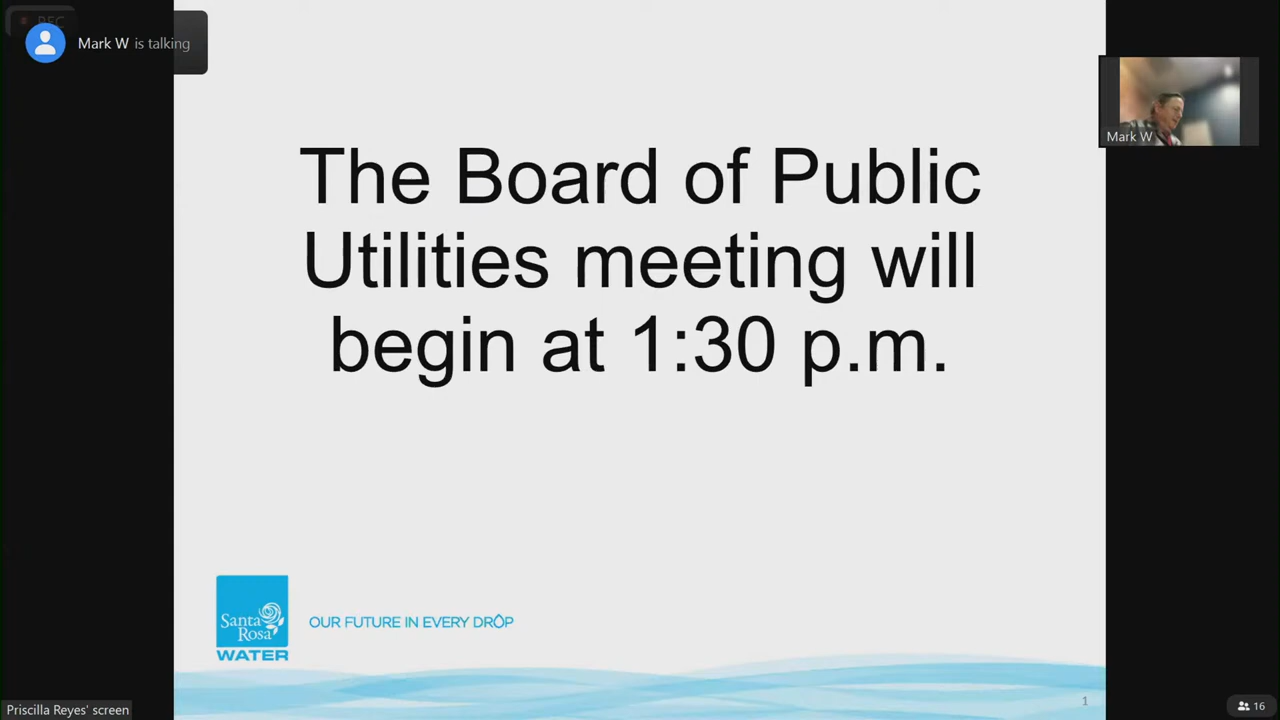 REC
Mark W is talking
Mark W
The Board of Public
Utilities meeting will
begin at 1:30 p.m.
Santa
Rosa
WATER
OUR FUTURE IN EVERY DROP
1
Priscilla Reyes' screen
16